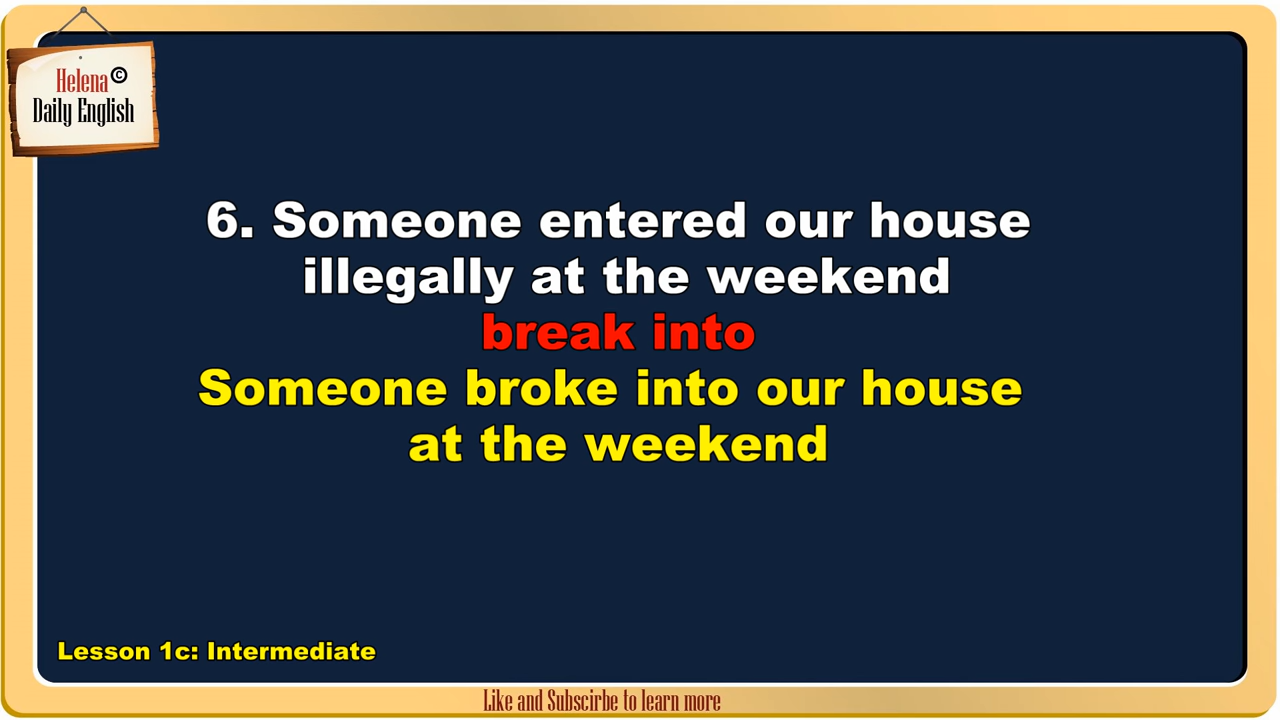 Helena ©
Daily English
6. Someone entered our house
illegally at the weekend
break into
Someone broke into our house
at the weekend
Lesson 1c: Intermediate
Like and Subscirbe to learn more